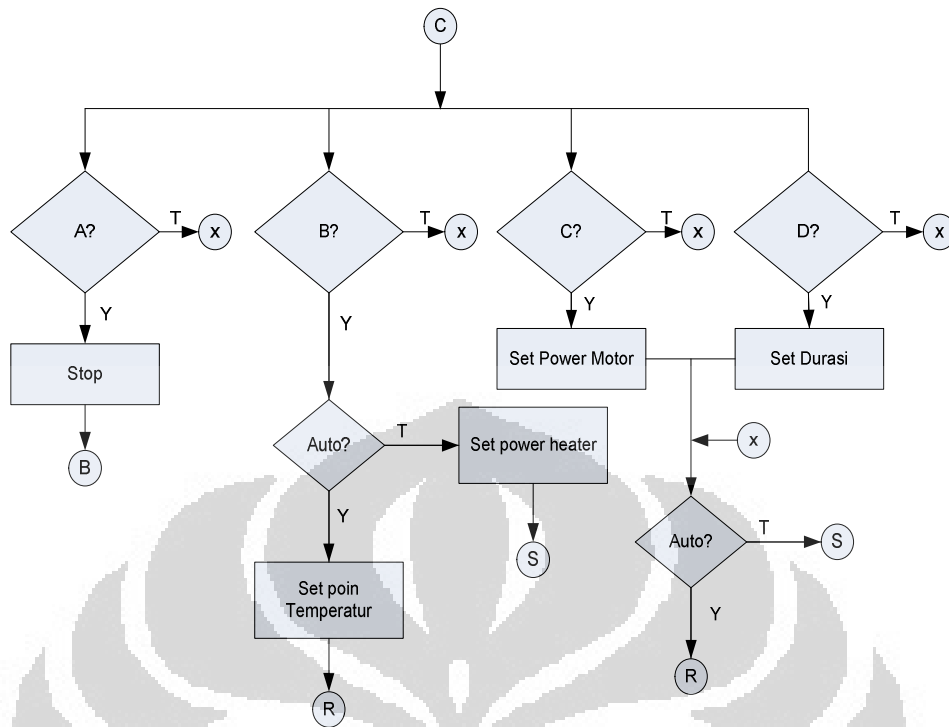 C
A?
T
x
B?
T
x
C?
T
x
D?
T
x
Y
Y
Y
Y
Stop
Set Power Motor
Set Durasi
B
Auto?
T
Set power heater
x
Y
S
Auto?
T
S
Set poin
Temperatur
Y
R
R